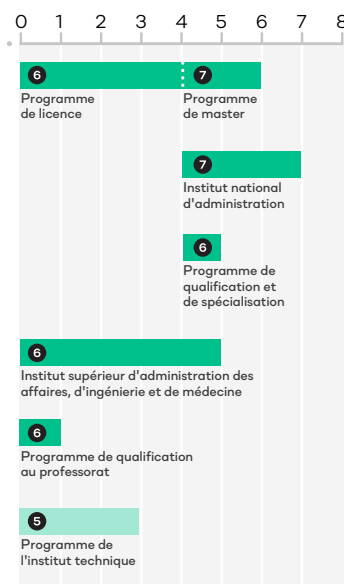 0 1 2 3 4 5 6 7 8
6 7
Programme
de licence
Programme
de master
7
Institut national
d'administration
6
Programme de
qualification et
de spécialisation
6
Institut supérieur d'administration des
affaires, d'ingénierie et de médecine
6
Programme de qualification
au professorat
5
Programme de
l'institut technique